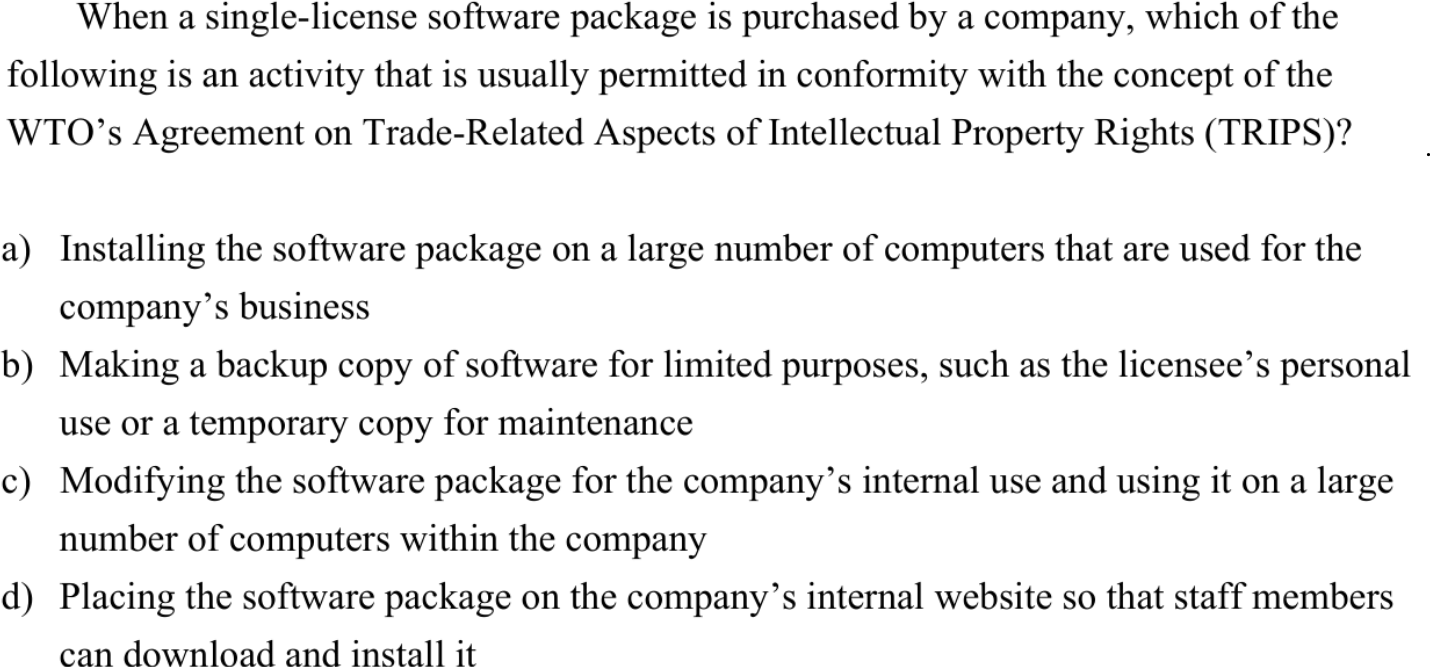 When a single-license software package is purchased by a company, which of the
following is an activity that is usually permitted in conformity with the concept of the
WTO’s Agreement on Trade-Related Aspects of Intellectual Property Rights (TRIPS)?
a) Installing the software package on a large number of computers that are used for the
company’s business
b) Making a backup copy of software for limited purposes, such as the licensee’s personal
use or a temporary copy for maintenance
c) Modifying the software package for the company’s internal use and using it on a large
number of computers within the company
d) Placing the software package on the company’s internal website so that staff members
can download and install it